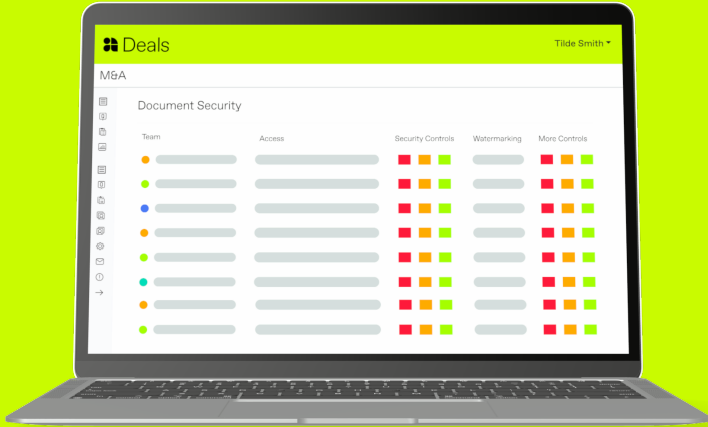 Deals
Tilde Smith
M&A
Document Security
Team
Access
Security Controls
Watermarking
More Controls